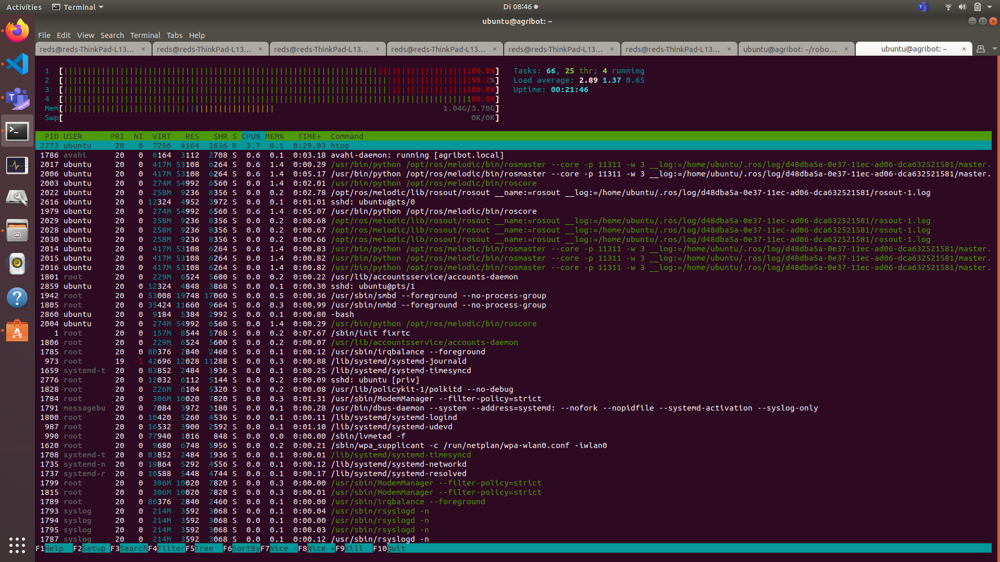 Activities Terminal Di 08:46
ubuntu@agribot: ~
File Edit View Search Terminal Tabs Help
reds@reds-ThinkPad-L13... × reds@reds-ThinkPad-L13... × reds@reds-ThinkPad-L13... × reds@reds-ThinkPad-L13... × reds@reds-ThinkPad-L13... × reds@reds-ThinkPad-L13... × ubuntu@agribot: ~/robo... × ubuntu@agribot: ~ ×
1 [100.0%] Tasks: 66, 25 thr; 4 running
2 [98.2%] Load average: 2.89 1.37 0.65
3 [100.0%] Uptime: 00:21:46
4 [100.0%]
Mem[1.04G/3.70G]
Swp[0K/0K]
PID USER PRI NI VIRT RES SHR S CPU% MEM% TIME+ Command
2773 ubuntu 20 0 7296 4164 2636 R 3.7 0.1 0:29.03 htop
1786 avahi 20 0 6164 3112 2708 S 0.6 0.1 0:03.18 avahi-daemon: running [agribot.local]
2017 ubuntu 20 0 417M 53108 6264 S 0.6 1.4 0:00.29 /usr/bin/python /opt/ros/melodic/bin/rosmaster --core -p 11311 -w 3 __log:=/home/ubuntu/.ros/log/d48dba5a-0e37-11ec-ad06-dca632521581/master.
2006 ubuntu 20 0 417M 53108 6264 S 0.6 1.4 0:05.17 /usr/bin/python /opt/ros/melodic/bin/rosmaster --core -p 11311 -w 3 __log:=/home/ubuntu/.ros/log/d48dba5a-0e37-11ec-ad06-dca632521581/master.
2003 ubuntu 20 0 274M 54992 6560 S 0.0 1.4 0:02.01 /usr/bin/python /opt/ros/melodic/bin/roscore
2022 ubuntu 20 0 258M 9236 8356 S 0.0 0.2 0:02.78 /opt/ros/melodic/lib/rosout/rosout __name:=rosout __log:=/home/ubuntu/.ros/log/d48dba5a-0e37-11ec-ad06-dca632521581/rosout-1.log
2616 ubuntu 20 0 12324 4952 3972 S 0.0 0.1 0:01.01 sshd: ubuntu@pts/0
1979 ubuntu 20 0 274M 54992 6560 S 0.6 1.4 0:05.07 /usr/bin/python /opt/ros/melodic/bin/roscore
2029 ubuntu 20 0 258M 9236 8356 S 0.0 0.2 0:00.68 /opt/ros/melodic/lib/rosout/rosout __name:=rosout __log:=/home/ubuntu/.ros/log/d48dba5a-0e37-11ec-ad06-dca632521581/rosout-1.log
2028 ubuntu 20 0 258M 9236 8356 S 0.0 0.2 0:00.67 /opt/ros/melodic/lib/rosout/rosout __name:=rosout __log:=/home/ubuntu/.ros/log/d48dba5a-0e37-11ec-ad06-dca632521581/rosout-1.log
2030 ubuntu 20 0 258M 9236 8356 S 0.0 0.2 0:00.66 /opt/ros/melodic/lib/rosout/rosout __name:=rosout __log:=/home/ubuntu/.ros/log/d48dba5a-0e37-11ec-ad06-dca632521581/rosout-1.log
2014 ubuntu 20 0 417M 53108 6264 S 0.6 1.4 0:00.83 /usr/bin/python /opt/ros/melodic/bin/rosmaster --core -p 11311 -w 3 __log:=/home/ubuntu/.ros/log/d48dba5a-0e37-11ec-ad06-dca632521581/master.
2015 ubuntu 20 0 417M 53108 6264 S 0.0 1.4 0:00.82 /usr/bin/python /opt/ros/melodic/bin/rosmaster --core -p 11311 -w 3 __log:=/home/ubuntu/.ros/log/d48dba5a-0e37-11ec-ad06-dca632521581/master.
2016 ubuntu 20 0 417M 53108 6264 S 0.0 1.4 0:00.82 /usr/bin/python /opt/ros/melodic/bin/rosmaster --core -p 11311 -w 3 __log:=/home/ubuntu/.ros/log/d48dba5a-0e37-11ec-ad06-dca632521581/master.
1801 root 20 0 229M 6524 5600 S 0.0 0.2 0:00.22 /usr/lib/accountsservice/accounts-daemon
2859 ubuntu 20 0 12324 4848 3868 S 0.0 0.1 0:00.30 sshd: ubuntu@pts/1
1942 root 20 0 53008 19748 17060 S 0.0 0.5 0:00.36 /usr/sbin/smbd --foreground --no-process-group
1805 root 20 0 35424 11660 9664 S 0.0 0.3 0:00.99 /usr/sbin/nmbd --foreground --no-process-group
2860 ubuntu 20 0 9184 5384 2992 S 0.0 0.1 0:00.80 -bash
2004 ubuntu 20 0 274M 54992 6560 S 0.0 1.4 0:00.29 /usr/bin/python /opt/ros/melodic/bin/roscore
1 root 20 0 157M 8544 5768 S 0.0 0.2 0:07.67 /sbin/init fixrtc
1806 root 20 0 229M 6524 5600 S 0.0 0.2 0:00.07 /usr/lib/accountsservice/accounts-daemon
1785 root 20 0 80376 2840 2460 S 0.0 0.1 0:00.12 /usr/sbin/irqbalance --foreground
973 root 19 -1 42696 12028 11288 S 0.0 0.3 0:00.88 /lib/systemd/systemd-journald
1659 systemd-t 20 0 83852 2484 1936 S 0.0 0.1 0:00.25 /lib/systemd/systemd-timesyncd
2776 root 20 0 12032 6112 5144 S 0.0 0.2 0:00.09 sshd: ubuntu [priv]
1828 root 20 0 226M 6104 5320 S 0.0 0.2 0:00.08 /usr/lib/policykit-1/polkitd --no-debug
1784 root 20 0 306M 10020 7820 S 0.0 0.3 0:01.31 /usr/sbin/ModemManager --filter-policy=strict
1791 messagebu 20 0 7084 3972 3180 S 0.0 0.1 0:00.28 /usr/bin/dbus-daemon --system --address=systemd: --nofork --nopidfile --systemd-activation --syslog-only
1800 root 20 0 10420 5260 4536 S 0.0 0.1 0:00.11 /lib/systemd/systemd-logind
987 root 20 0 16532 3900 2592 S 0.0 0.1 0:01.10 /lib/systemd/systemd-udevd
990 root 20 0 77940 1016 848 S 0.0 0.0 0:00.00 /sbin/lvmetad -f
1620 root 20 0 9680 6748 5956 S 0.0 0.2 0:00.21 /sbin/wpa_supplicant -c /run/netplan/wpa-wlan0.conf -iwlan0
1708 systemd-t 20 0 83852 2484 1936 S 0.0 0.1 0:00.01 /lib/systemd/systemd-timesyncd
1735 systemd-n 20 0 19864 5292 4556 S 0.0 0.1 0:00.12 /lib/systemd/systemd-networkd
1737 systemd-r 20 0 10588 5448 4744 S 0.0 0.1 0:00.17 /lib/systemd/systemd-resolved
1799 root 20 0 306M 10020 7820 S 0.0 0.3 0:00.00 /usr/sbin/ModemManager --filter-policy=strict
1815 root 20 0 306M 10020 7820 S 0.0 0.3 0:00.01 /usr/sbin/ModemManager --filter-policy=strict
1789 root 20 0 80376 2840 2460 S 0.0 0.1 0:00.00 /usr/sbin/irqbalance --foreground
1793 syslog 20 0 214M 3592 3068 S 0.0 0.1 0:00.04 /usr/sbin/rsyslogd -n
1794 syslog 20 0 214M 3592 3068 S 0.0 0.1 0:00.00 /usr/sbin/rsyslogd -n
1795 syslog 20 0 214M 3592 3068 S 0.0 0.1 0:00.03 /usr/sbin/rsyslogd -n
1787 syslog 20 0 214M 3592 3068 S 0.0 0.1 0:00.12 /usr/sbin/rsyslogd -n
F1Help F2Setup F3SearchF4FilterF5Tree F6SortByF7Nice -F8Nice +F9Kill F10Quit